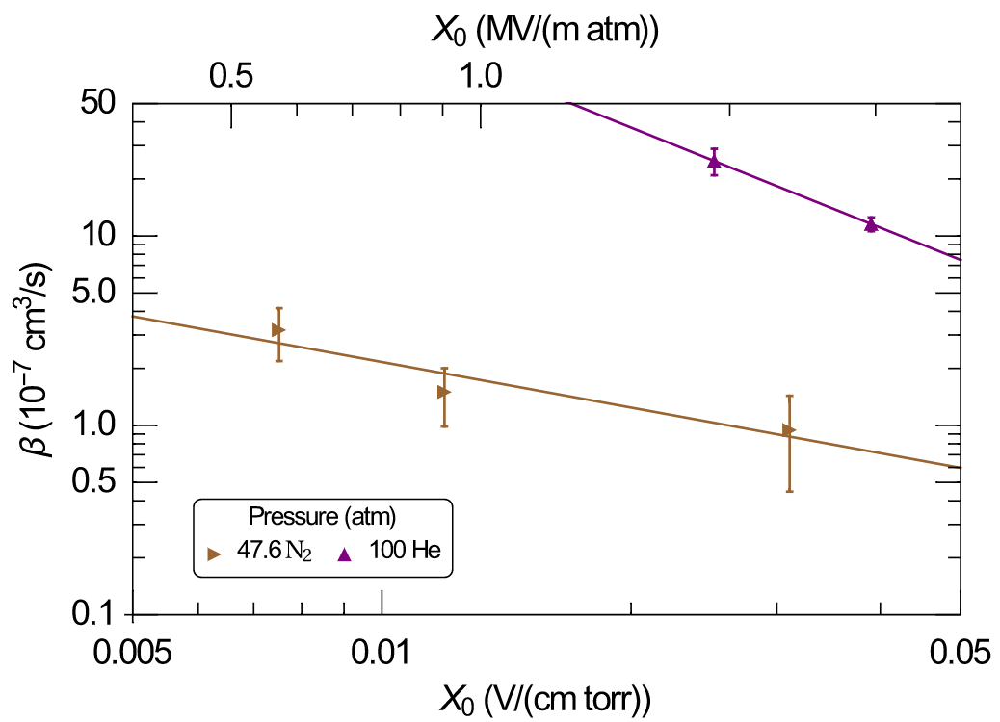 X₀ (MV/(m atm))
0.5 1.0
50
10
5.0
1.0
0.5
0.1
β (10⁻⁷ cm³/s)
Pressure (atm)
47.6 N₂ 100 He
0.005 0.01 0.05
X₀ (V/(cm torr))